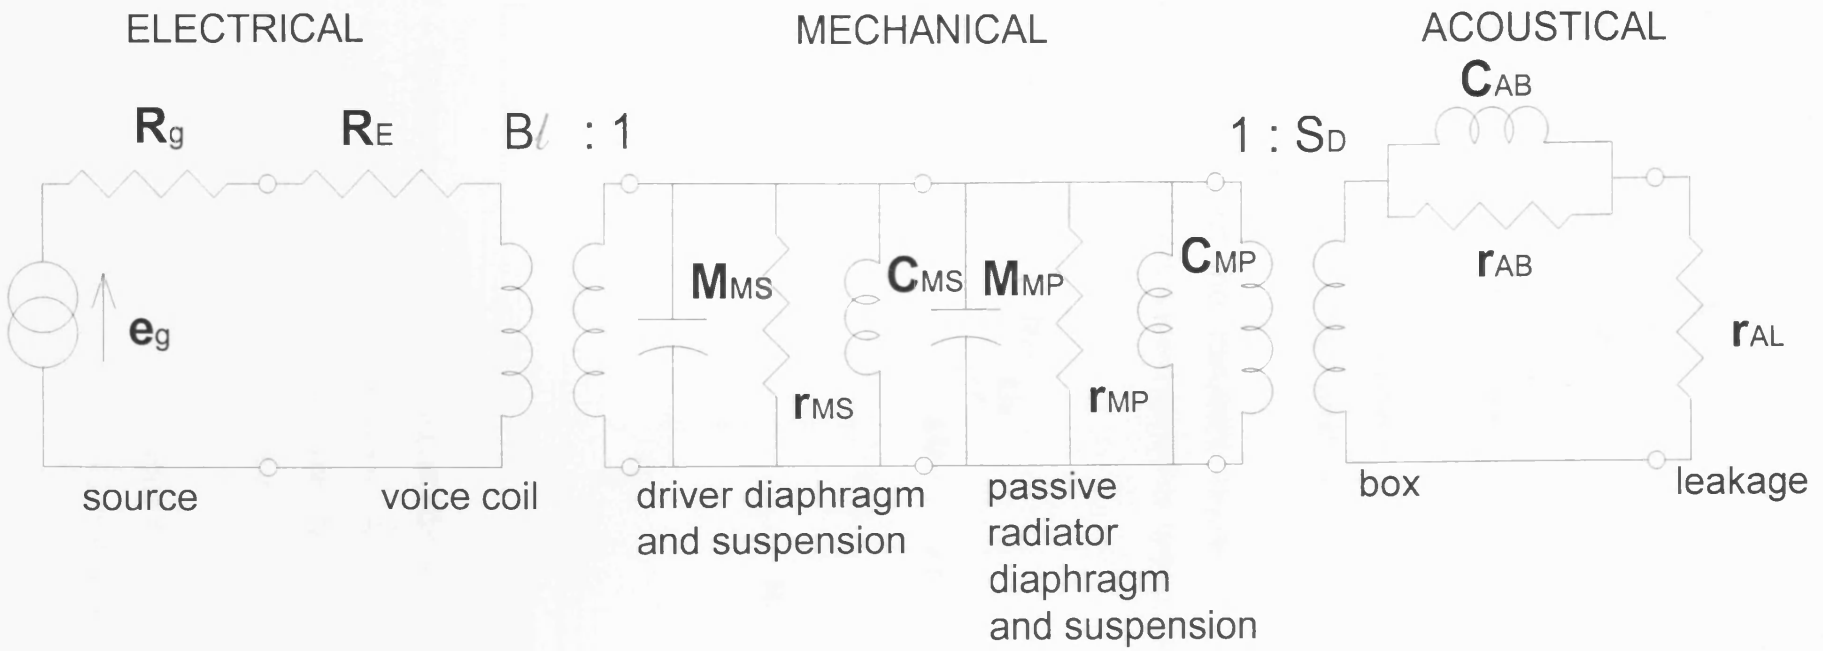 ELECTRICAL
MECHANICAL
ACOUSTICAL
Rg
RE
Bl : 1
1 : SD
CAB
rAB
eg
MMS
rMS
CMS
MMP
rMP
CMP
rAL
source
voice coil
driver diaphragm
and suspension
passive
radiator
diaphragm
and suspension
box
leakage